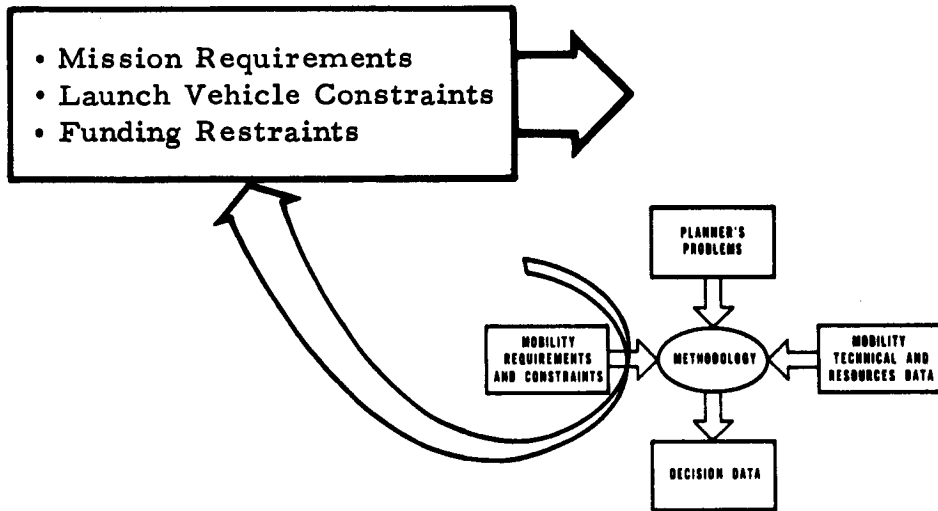 • Mission Requirements
• Launch Vehicle Constraints
• Funding Restraints
PLANNER'S
PROBLEMS
MOBILITY
REQUIREMENTS
AND CONSTRAINTS
METHODOLOGY
MOBILITY
TECHNICAL AND
RESOURCES DATA
DECISION DATA